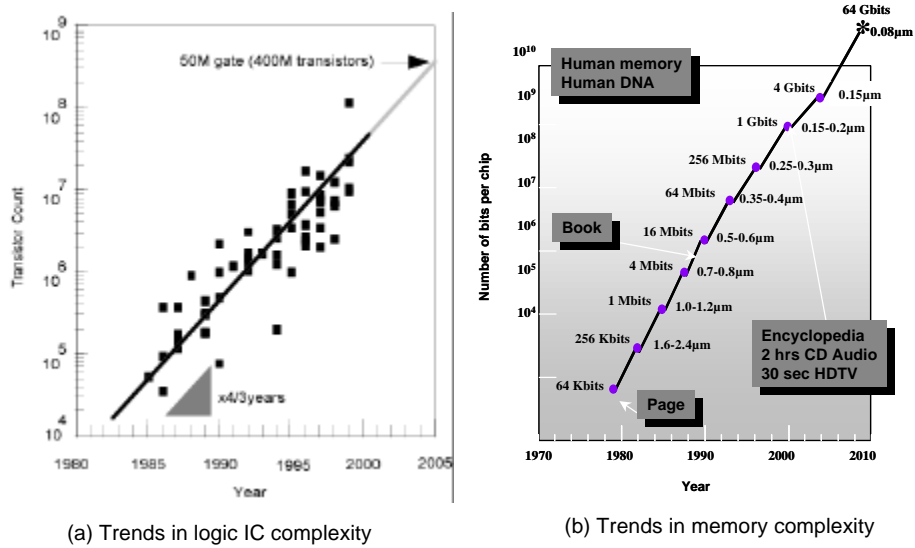 10^9
50M gate (400M transistors)
10^8
10^7
10^6
10^5
10^4
Transistor Count
x4/3years
1980
1985
1990
1995
2000
2005
Year
(a) Trends in logic IC complexity
64 Gbits
0.08µm
10^10
Human memory
Human DNA
4 Gbits
0.15µm
10^9
1 Gbits
0.15-0.2µm
10^8
256 Mbits
0.25-0.3µm
10^7
64 Mbits
0.35-0.4µm
10^6
Book
16 Mbits
0.5-0.6µm
10^5
4 Mbits
0.7-0.8µm
10^4
1 Mbits
1.0-1.2µm
256 Kbits
1.6-2.4µm
Encyclopedia
2 hrs CD Audio
30 sec HDTV
64 Kbits
Page
Number of bits per chip
1970
1980
1990
2000
2010
Year
(b) Trends in memory complexity